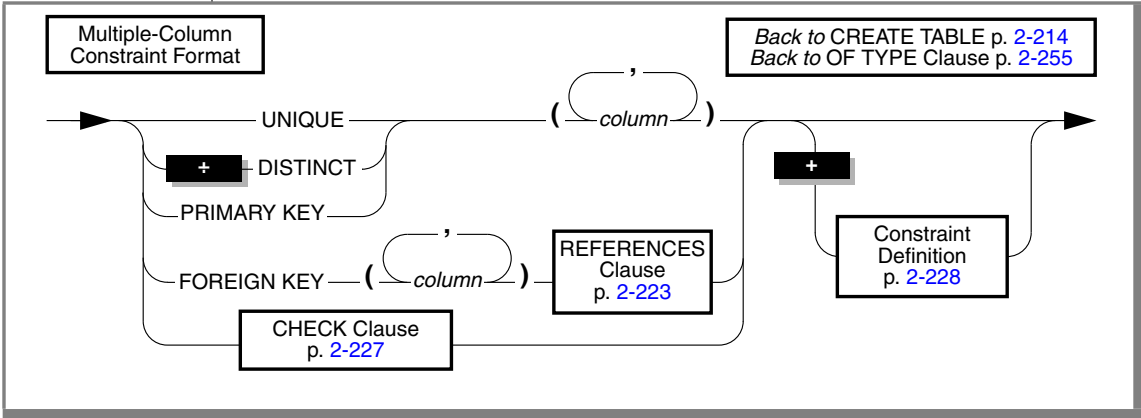 Multiple-Column
Constraint Format
Back to CREATE TABLE p. 2-214
Back to OF TYPE Clause p. 2-255
,
UNIQUE ( column )
+ DISTINCT
+
PRIMARY KEY
,
FOREIGN KEY ( column )
REFERENCES
Clause
p. 2-223
Constraint
Definition
p. 2-228
CHECK Clause
p. 2-227